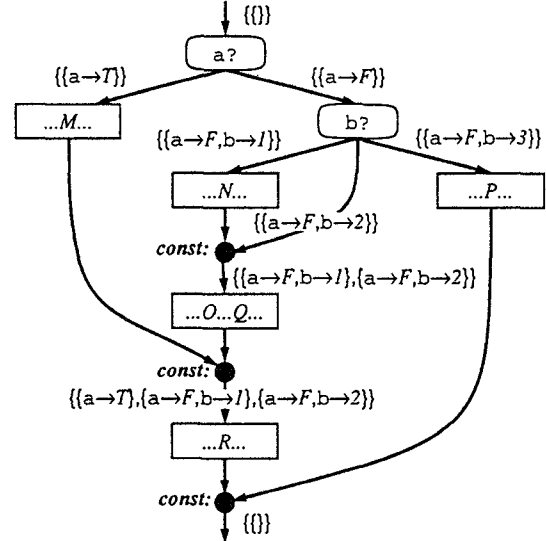 {{}}
a?
{{a→T}} {{a→F}}
...M... b?
{{a→F,b→1}} {{a→F,b→3}}
...N... ...P...
{{a→F,b→2}}
const:
{{a→F,b→1},{a→F,b→2}}
...O...Q...
const:
{{a→T},{a→F,b→1},{a→F,b→2}}
...R...
const:
{{}}